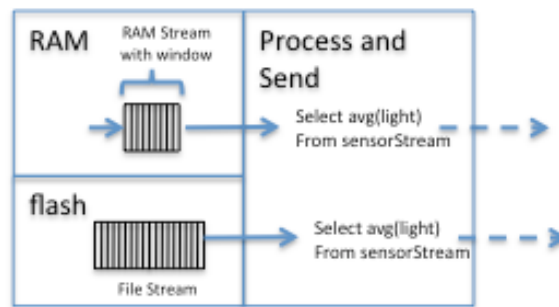 RAM
RAM Stream
with window
Process and
Send
Select avg(light)
From sensorStream
flash
File Stream
Select avg(light)
From sensorStream